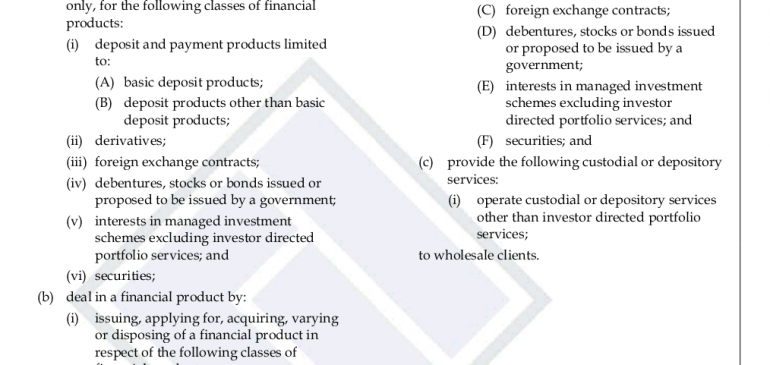 only, for the following classes of financial
products:
(i) deposit and payment products limited
to:
(A) basic deposit products;
(B) deposit products other than basic
deposit products;
(ii) derivatives;
(iii) foreign exchange contracts;
(iv) debentures, stocks or bonds issued or
proposed to be issued by a government;
(v) interests in managed investment
schemes excluding investor directed
portfolio services; and
(vi) securities;
(b) deal in a financial product by:
(i) issuing, applying for, acquiring, varying
or disposing of a financial product in
respect of the following classes of
(C) foreign exchange contracts;
(D) debentures, stocks or bonds issued
or proposed to be issued by a
government;
(E) interests in managed investment
schemes excluding investor
directed portfolio services; and
(F) securities; and
(c) provide the following custodial or depository
services:
(i) operate custodial or depository services
other than investor directed portfolio
services;
to wholesale clients.